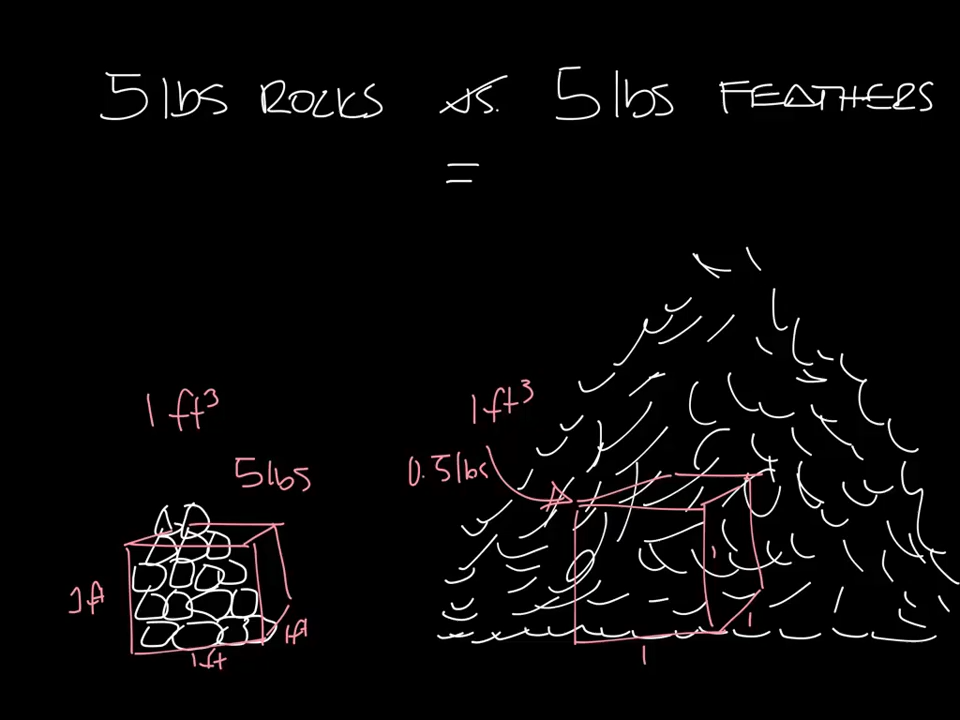 5 lbs ROCKS vs. 5 lbs FEATHERS
=
1 ft³
5 lbs
1 ft
1 ft
1 ft
1 ft³
0.5 lbs
1
1
1